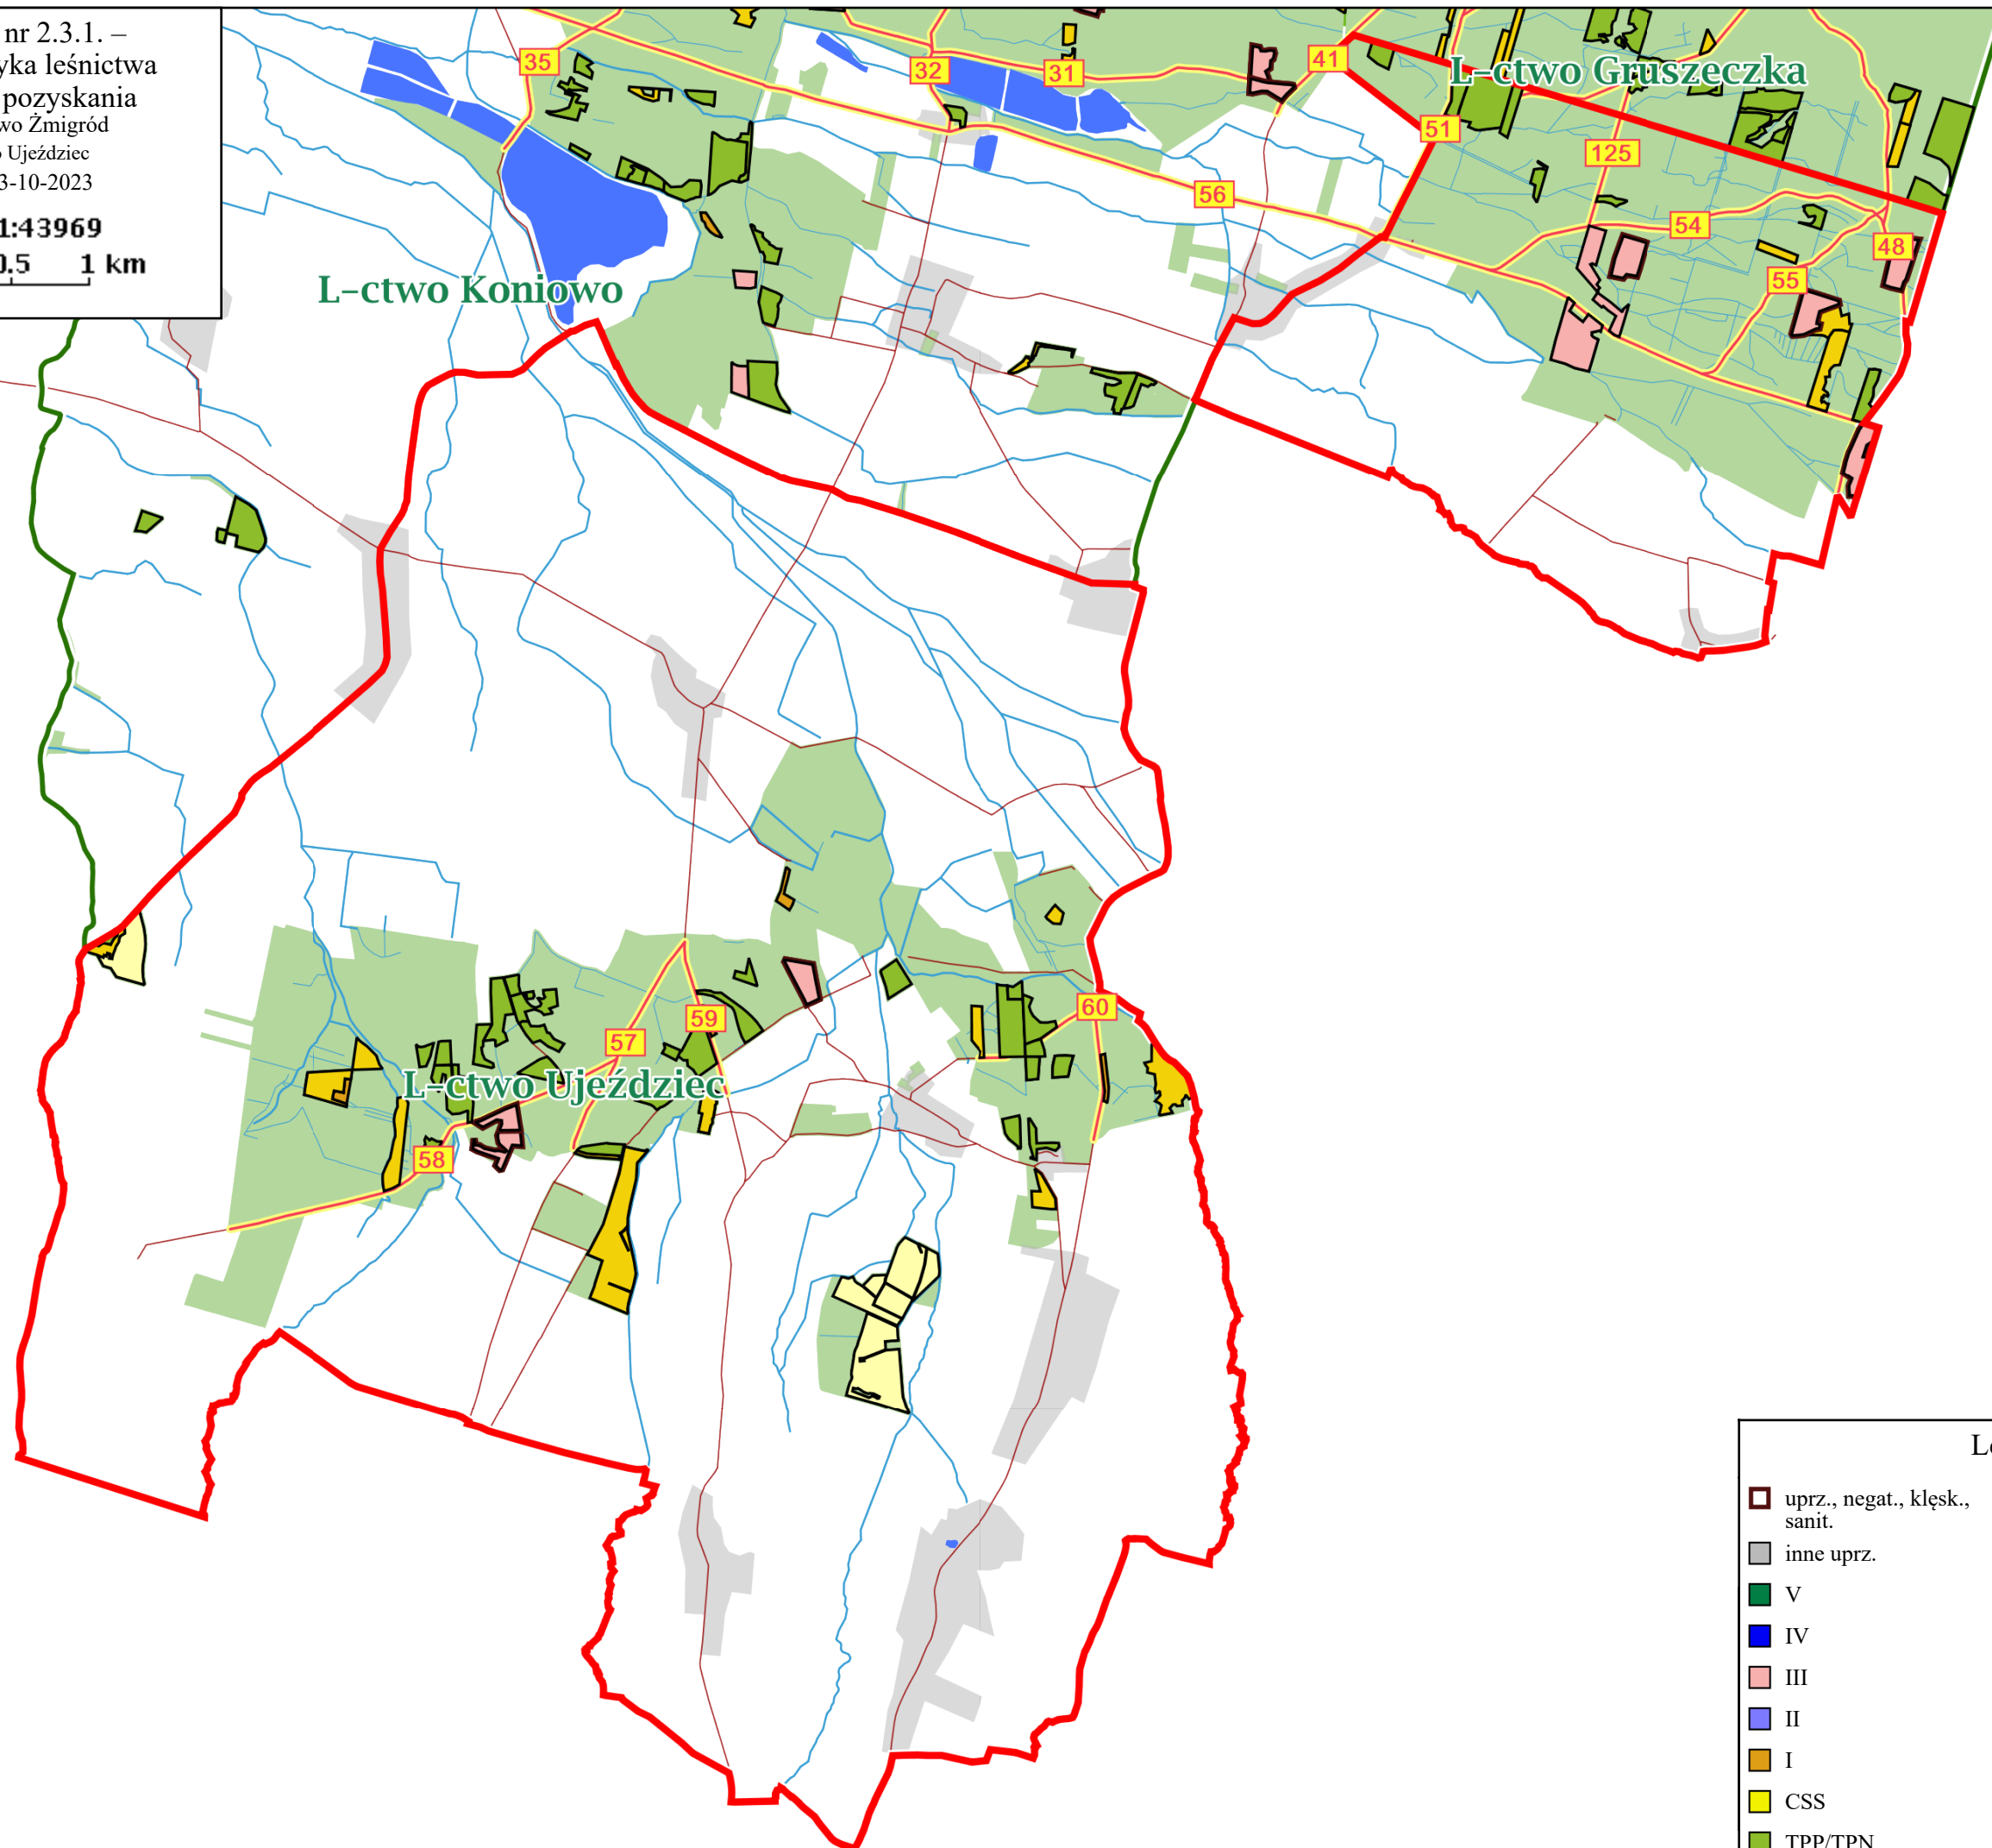 nr 2.3.1. –
yka leśnictwa
pozyskania
wo Żmigród
o Ujeździec
3-10-2023
1:43969
0.5 1 km
35
32
31
41
L-ctwo Gruszeczka
51
125
56
54
48
55
L-ctwo Koniowo
60
59
57
L-ctwo Ujeździec
58
uprz., negat., klęsk.,
sanit.
inne uprz.
V
IV
III
II
I
CSS
TPP/TPN